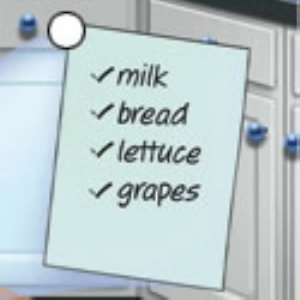 ✓ milk
✓ bread
✓ lettuce
✓ grapes